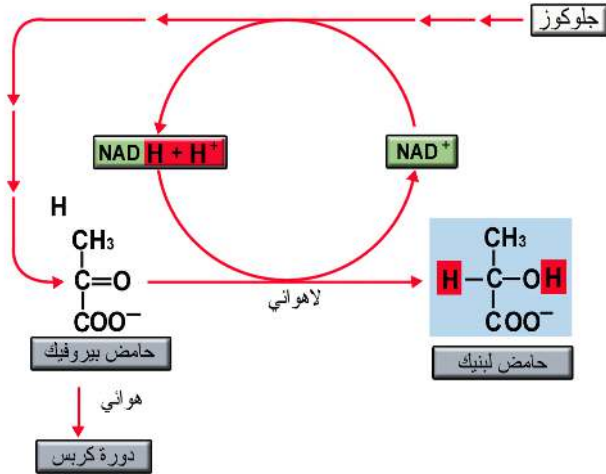 جلوكوز
NAD H + H⁺
NAD⁺
H
CH₃
C=O
COO⁻
حامض بيروفيك
لاهوائي
CH₃
H-C-OH
COO⁻
حامض لبنيك
هوائي
دورة كربس